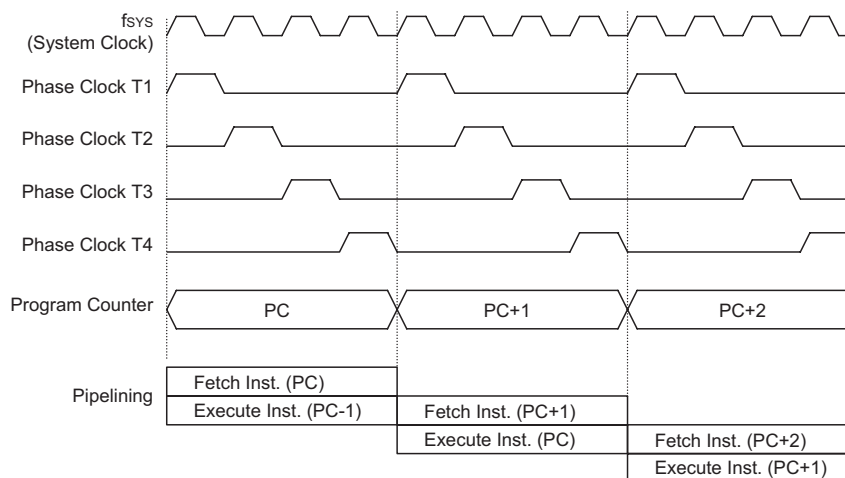 fSYS
(System Clock)
Phase Clock T1
Phase Clock T2
Phase Clock T3
Phase Clock T4
Program Counter
PC
PC+1
PC+2
Pipelining
Fetch Inst. (PC)
Execute Inst. (PC-1)
Fetch Inst. (PC+1)
Execute Inst. (PC)
Fetch Inst. (PC+2)
Execute Inst. (PC+1)